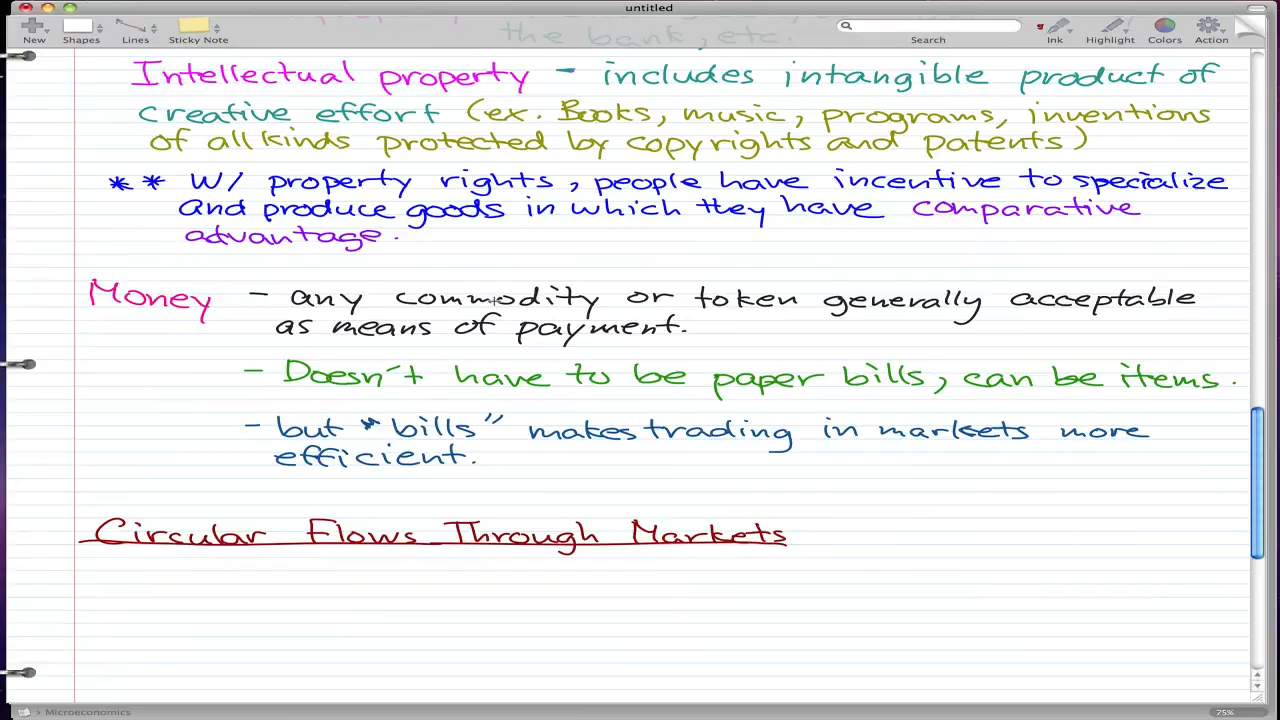 untitled
New Shapes Lines Sticky Note Search Ink Highlight Colors Action
the bank, etc.
Intellectual property - includes intangible product of
creative effort (ex. Books, music, programs, inventions
of all kinds protected by copyrights and patents)
** W/ property rights, people have incentive to specialize
and produce goods in which they have comparative
advantage.
Money - any commodity or token generally acceptable
as means of payment.
- Doesn't have to be paper bills, can be items.
- but "bills" makes trading in markets more
efficient.
Circular Flows Through Markets
Microeconomics 75%